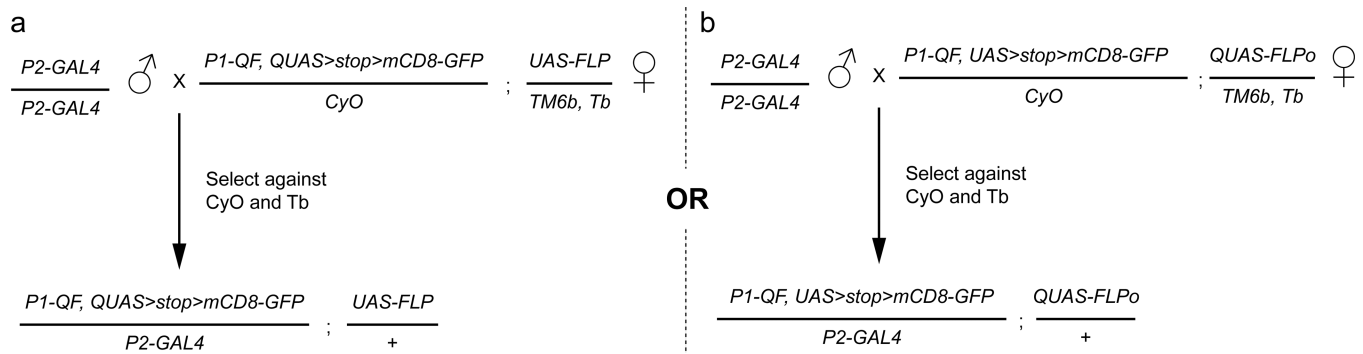 a
P2-GAL4
P2-GAL4
♂ X
P1-QF, QUAS>stop>mCD8-GFP
CyO
;
UAS-FLP
TM6b, Tb
♀
Select against
CyO and Tb
P1-QF, QUAS>stop>mCD8-GFP
P2-GAL4
;
UAS-FLP
+
OR
b
P2-GAL4
P2-GAL4
♂ X
P1-QF, UAS>stop>mCD8-GFP
CyO
;
QUAS-FLPo
TM6b, Tb
♀
Select against
CyO and Tb
P1-QF, UAS>stop>mCD8-GFP
P2-GAL4
;
QUAS-FLPo
+